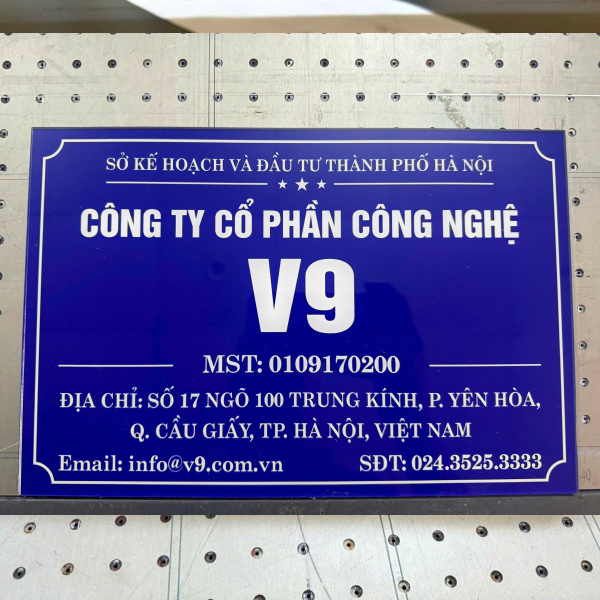 SỞ KẾ HOẠCH VÀ ĐẦU TƯ THÀNH PHỐ HÀ NỘI
CÔNG TY CỔ PHẦN CÔNG NGHỆ
V9
MST: 0109170200
ĐỊA CHỈ: SỐ 17 NGÕ 100 TRUNG KÍNH, P. YÊN HÒA,
Q. CẦU GIẤY, TP. HÀ NỘI, VIỆT NAM
Email: info@v9.com.vn SĐT: 024.3525.3333
40